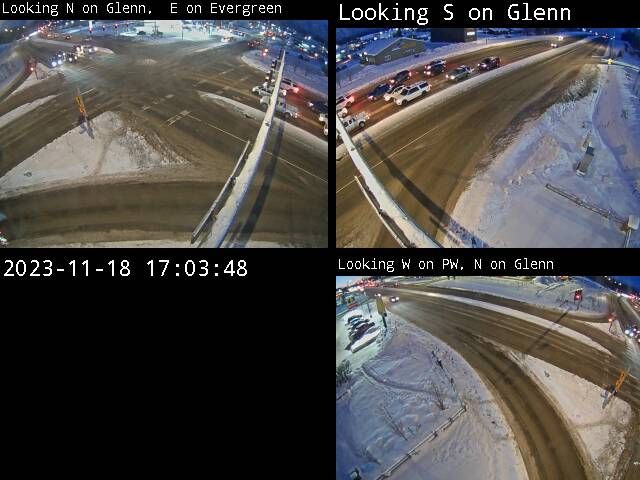 Looking N on Glenn,  E on Evergreen
Looking S on Glenn
2023-11-18 17:03:48
Looking W on PW, N on Glenn